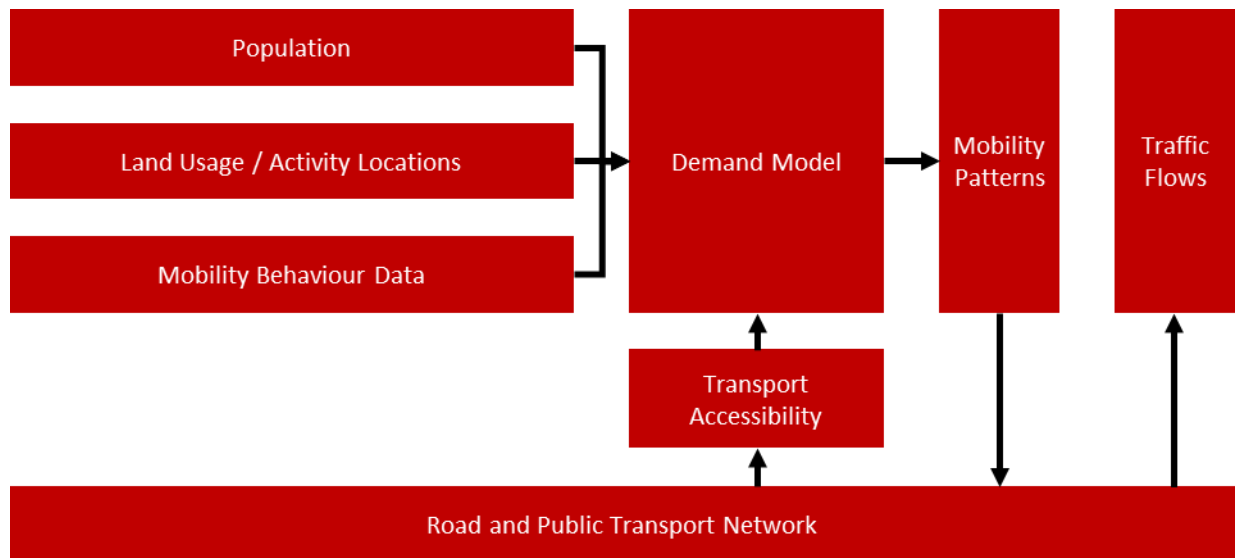 Population
Land Usage / Activity Locations
Mobility Behaviour Data
Demand Model
Mobility
Patterns
Traffic
Flows
Transport
Accessibility
Road and Public Transport Network